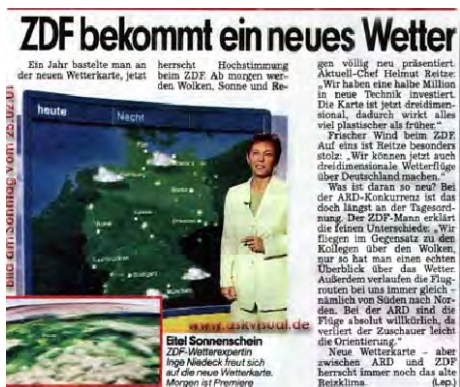 ZDF bekommt ein neues Wetter
Ein Jahr bastelte man an
der neuen Wetterkarte, jetzt
herrscht Hochstimmung
beim ZDF. Ab morgen wer-
den Wolken, Sonne und Re-
gen völlig neu präsentiert.
Aktuell-Chef Helmut Reitze:
„Wir haben eine halbe Million
in neue Technik investiert.
Die Karte ist jetzt dreidimen-
sional, dadurch wirkt alles
viel plastischer als früher.“
Frischer Wind beim ZDF.
Auf eins ist Reitze besonders
stolz: „Wir können jetzt auch
dreidimensionale Wetterflüge
über Deutschland machen.“
Was ist daran so neu? Bei
der ARD-Konkurrenz ist das
doch längst an der Tagesord-
nung. Der ZDF-Mann erklärt
die feinen Unterschiede: „Wir
fliegen im Gegensatz zu den
Kollegen über den Wolken,
nur so hat man einen echten
Überblick über das Wetter.
Außerdem verlaufen die Flug-
routen bei uns immer gleich –
nämlich von Süden nach Nor-
den. Bei der ARD sind die
Flüge absolut willkürlich, da
verliert der Zuschauer leicht
die Orientierung.“
Neue Wetterkarte – aber
zwischen ARD und ZDF
herrscht immer noch das alte
Reizklima. (Lep.)
Bild am Sonntag vom 25.02.01
heute
Nacht
Stuttgart
www.askvisual.de
Eitel Sonnenschein
ZDF-Wetterexpertin
Inge Niedeck freut sich
auf die neue Wetterkarte.
Morgen ist Premiere